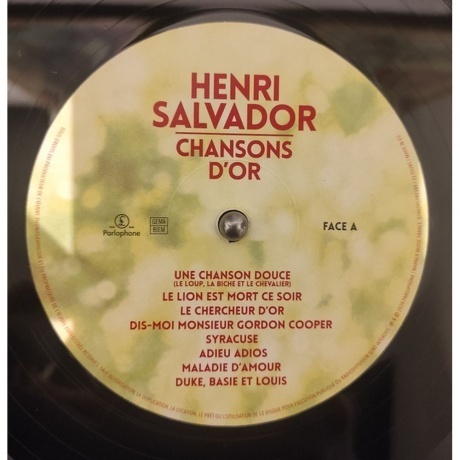 HENRI
SALVADOR
CHANSONS
D'OR
Parlophone
GEMA
BIEM
FACE A
UNE CHANSON DOUCE
(LE LOUP, LA BICHE ET LE CHEVALIER)
LE LION EST MORT CE SOIR
LE CHERCHEUR D'OR
DIS-MOI MONSIEUR GORDON COOPER
SYRACUSE
ADIEU ADIOS
MALADIE D'AMOUR
DUKE, BASIE ET LOUIS